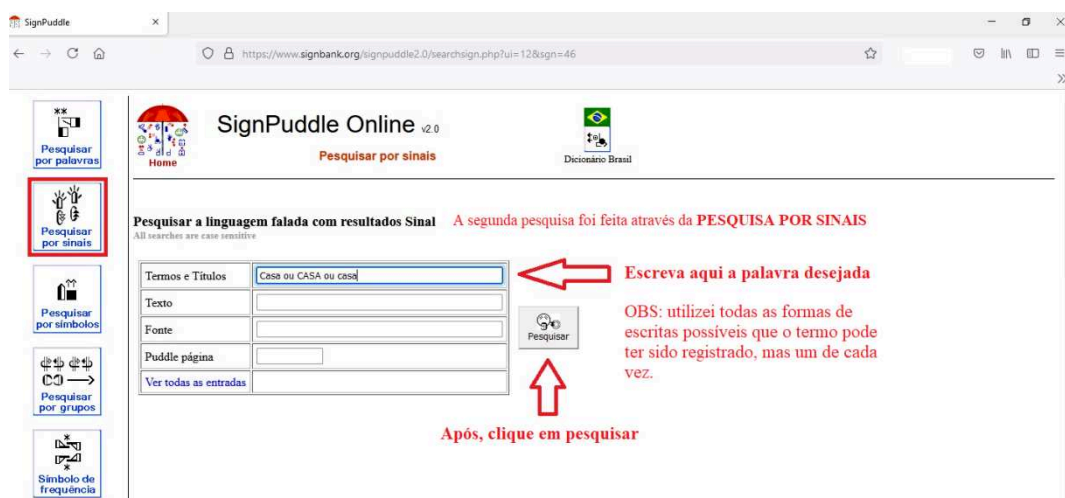 SignPuddle
https://www.signbank.org/signpuddle2.0/searchsign.php?ui=12&sgn=46
Pesquisar
por palavras
Pesquisar
por sinais
Pesquisar
por símbolos
Pesquisar
por grupos
Símbolo de
frequência
Home
SignPuddle Online v2.0
Pesquisar por sinais
Dicionário Brasil
Pesquisar a linguagem falada com resultados Sinal
All searches are case sensitive
A segunda pesquisa foi feita através da PESQUISA POR SINAIS
Termos e Títulos
Casa ou CASA ou casa
Texto
Fonte
Puddle página
Ver todas as entradas
Pesquisar
Escreva aqui a palavra desejada
OBS: utilizei todas as formas de
escritas possíveis que o termo pode
ter sido registrado, mas um de cada
vez.
Após, clique em pesquisar